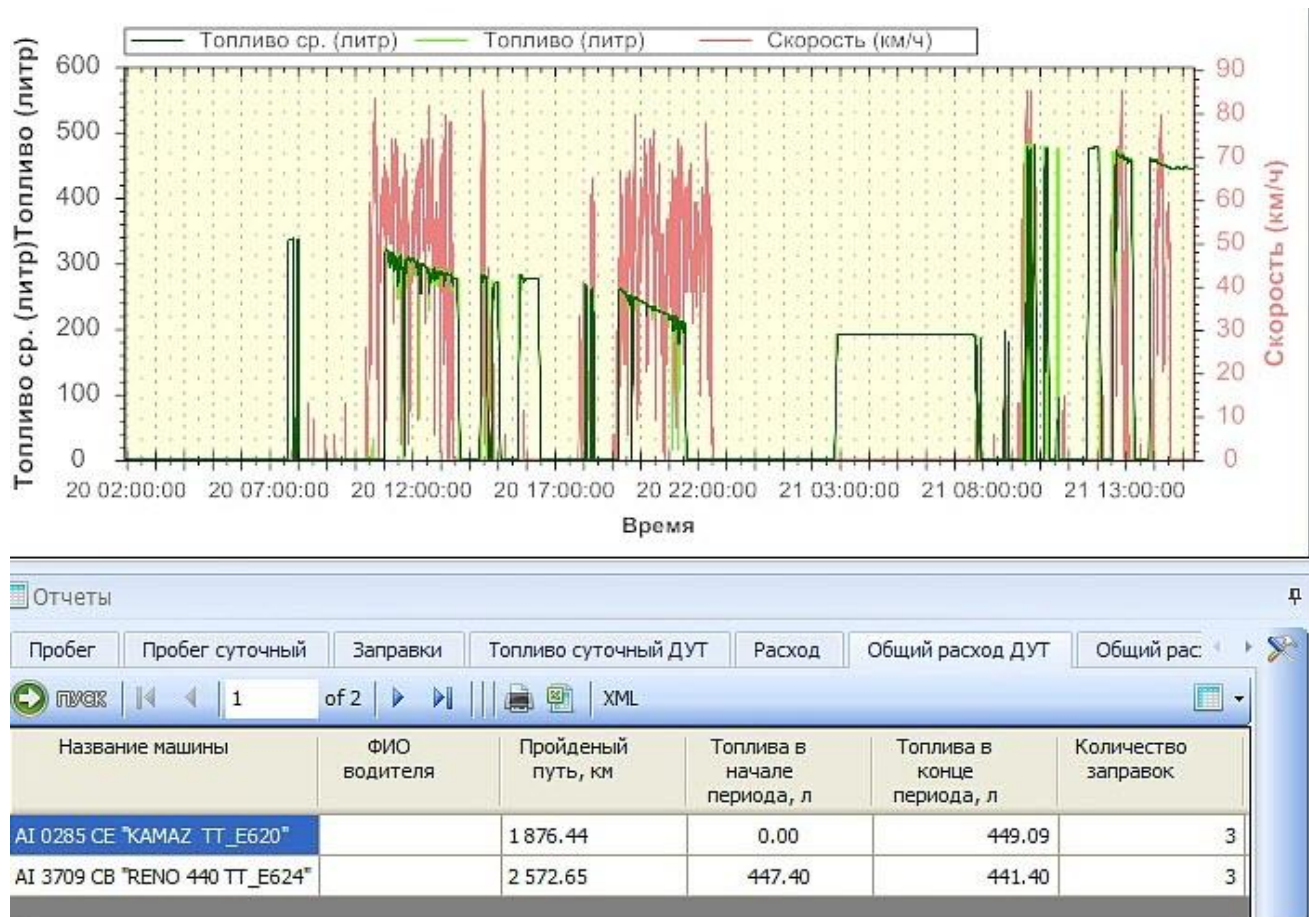 Топливо ср. (литр) Топливо (литр) Скорость (км/ч)
Топливо ср. (литр)Топливо (литр)
600
500
400
300
200
100
0
90
80
70
60
50
40
30
20
10
0
Скорость (км/ч)
20 02:00:00 20 07:00:00 20 12:00:00 20 17:00:00 20 22:00:00 21 03:00:00 21 08:00:00 21 13:00:00
Время
Отчеты
Пробег Пробег суточный Заправки Топливо суточный ДУТ Расход Общий расход ДУТ Общий рас
ПУСК 1 of 2 XML
Название машины ФИО водителя Пройденый путь, км Топлива в начале периода, л Топлива в конце периода, л Количество заправок
AI 0285 CE "KAMAZ TT_E620" 1 876.44 0.00 449.09 3
AI 3709 CB "RENO 440 TT_E624" 2 572.65 447.40 441.40 3